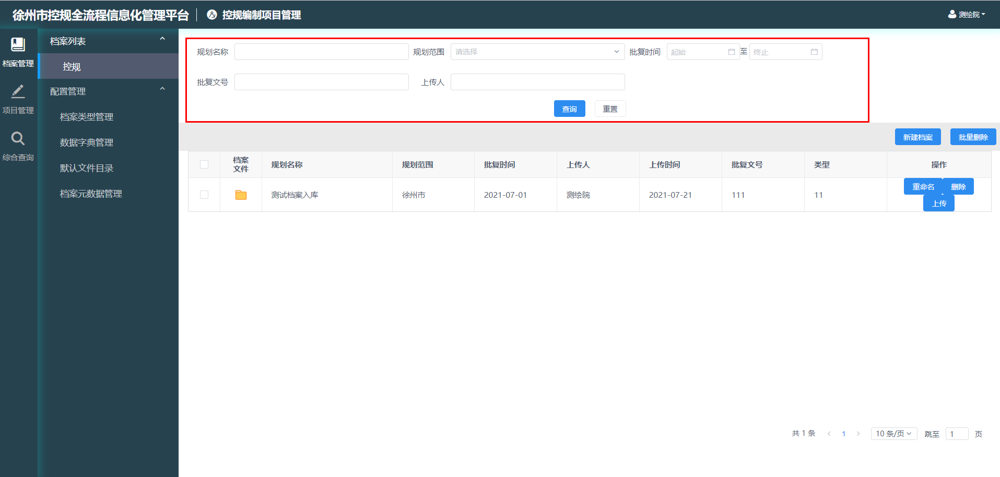 徐州市控规全流程信息化管理平台 控规编制项目管理 测绘院
档案管理
项目管理
综合查询
档案列表
控规
配置管理
档案类型管理
数据字典管理
默认文件目录
档案元数据管理
规划名称 规划范围 请选择 批复时间 起始 至 终止
批复文号 上传人
查询 重置
新建档案 批量删除
档案文件 规划名称 规划范围 批复时间 上传人 上传时间 批复文号 类型 操作
测试档案入库 徐州市 2021-07-01 测绘院 2021-07-21 111 11 重命名 删除
上传
共 1 条 1 10 条/页 跳至 1 页